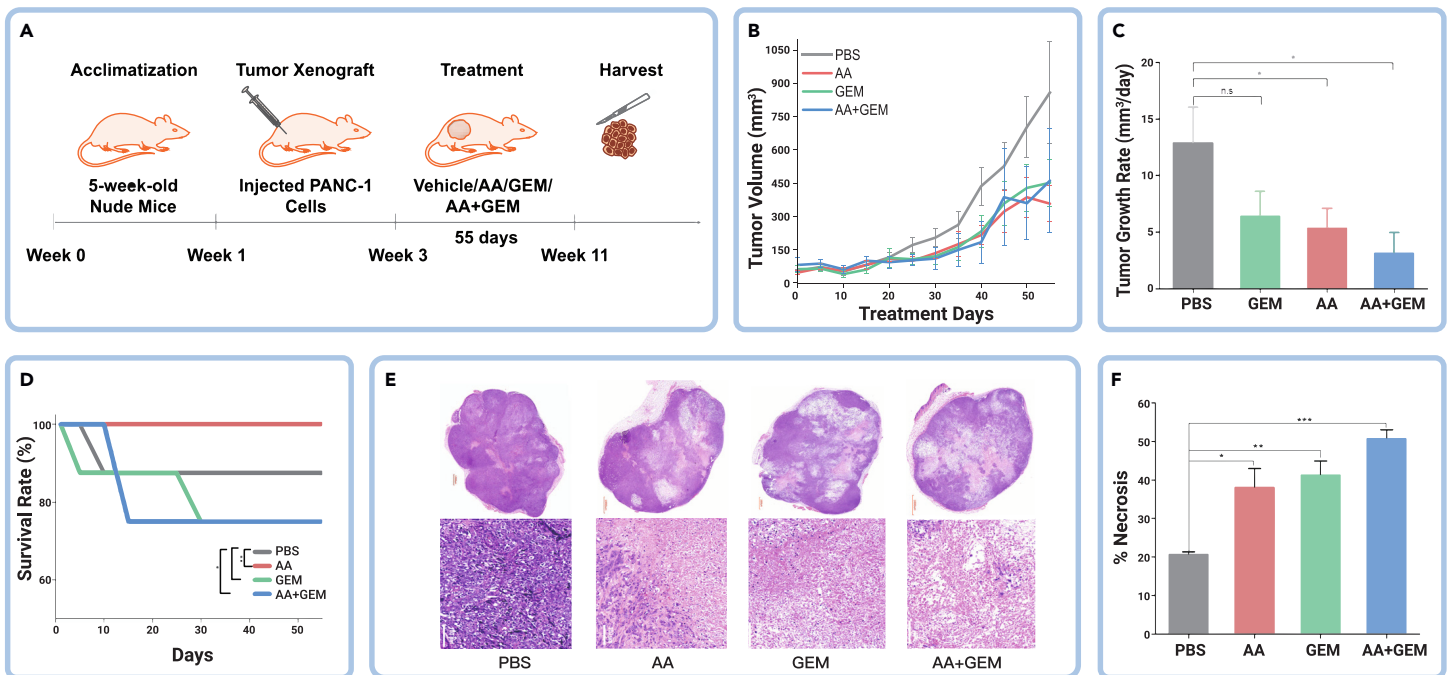 A
Acclimatization
Tumor Xenograft
Treatment
Harvest
5-week-old
Nude Mice
Injected PANC-1
Cells
Vehicle/AA/GEM/
AA+GEM
55 days
Week 0
Week 1
Week 3
Week 11
B
Tumor Volume (mm³)
1050
900
750
600
450
300
150
0
PBS
AA
GEM
AA+GEM
0 10 20 30 40 50
Treatment Days
C
Tumor Growth Rate (mm³/day)
20
15
10
5
0
*
*
n.s
PBS GEM AA AA+GEM
D
Survival Rate (%)
100
80
60
PBS
AA
GEM
AA+GEM
0 10 20 30 40 50
Days
E
PBS AA GEM AA+GEM
F
% Necrosis
60
50
40
30
20
10
0
***
**
*
PBS AA GEM AA+GEM